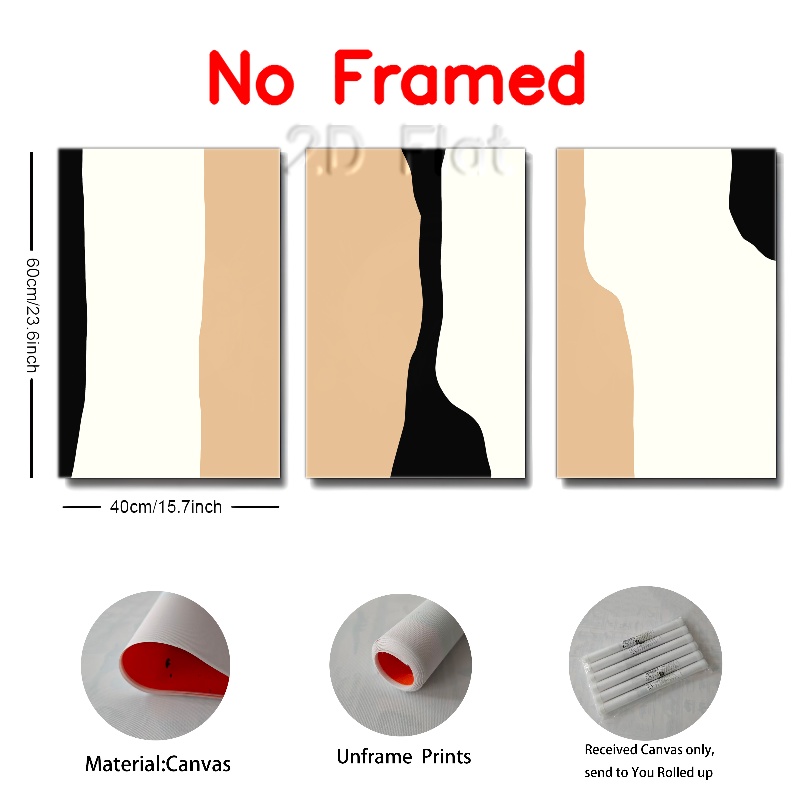 No Framed
2D Flat
60cm/23.6inch
40cm/15.7inch
Material:Canvas
Unframe Prints
Received Canvas only,
send to You Rolled up